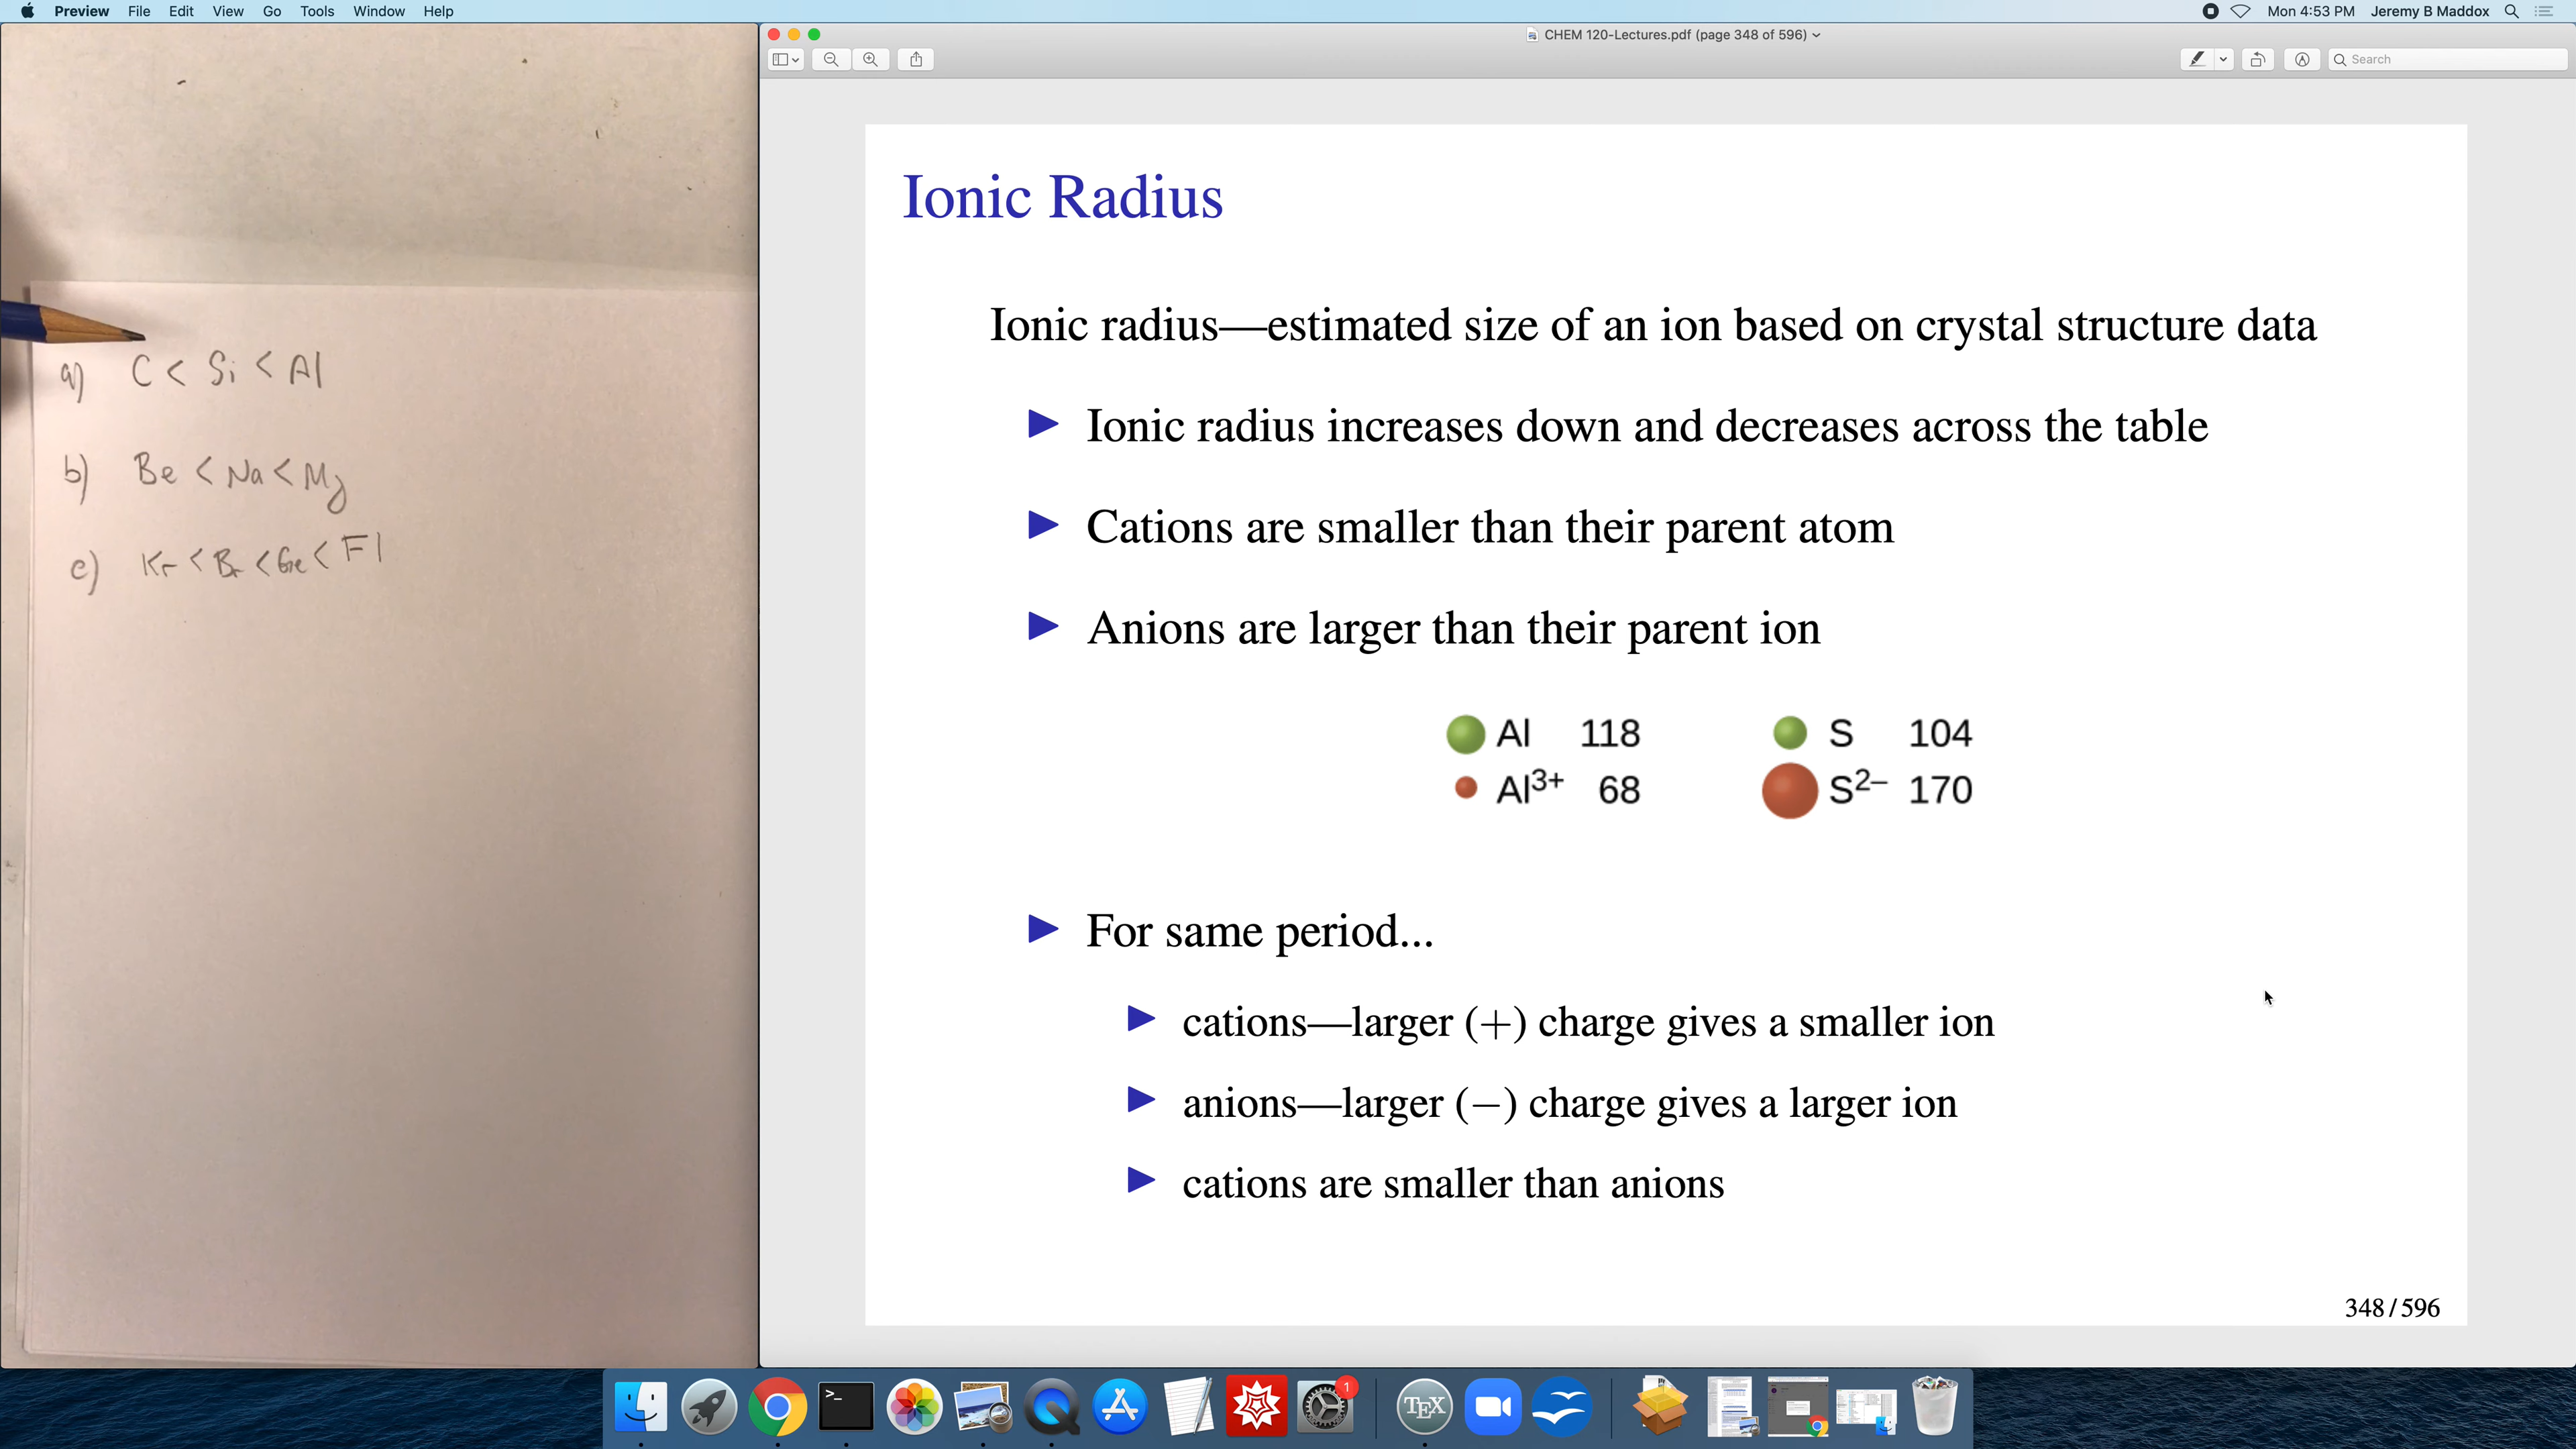 Preview File Edit View Go Tools Window Help
Mon 4:53 PM Jeremy B Maddox
CHEM 120-Lectures.pdf (page 348 of 596)
Search
a) C < Si < Al
b) Be < Na < Mg
c) Kr < Br < Ge < Fl
Ionic Radius
Ionic radius—estimated size of an ion based on crystal structure data
Ionic radius increases down and decreases across the table
Cations are smaller than their parent atom
Anions are larger than their parent ion
Al 118 S 104
Al³⁺ 68 S²⁻ 170
For same period...
cations—larger (+) charge gives a smaller ion
anions—larger (−) charge gives a larger ion
cations are smaller than anions
348 / 596
>_
1
TEX